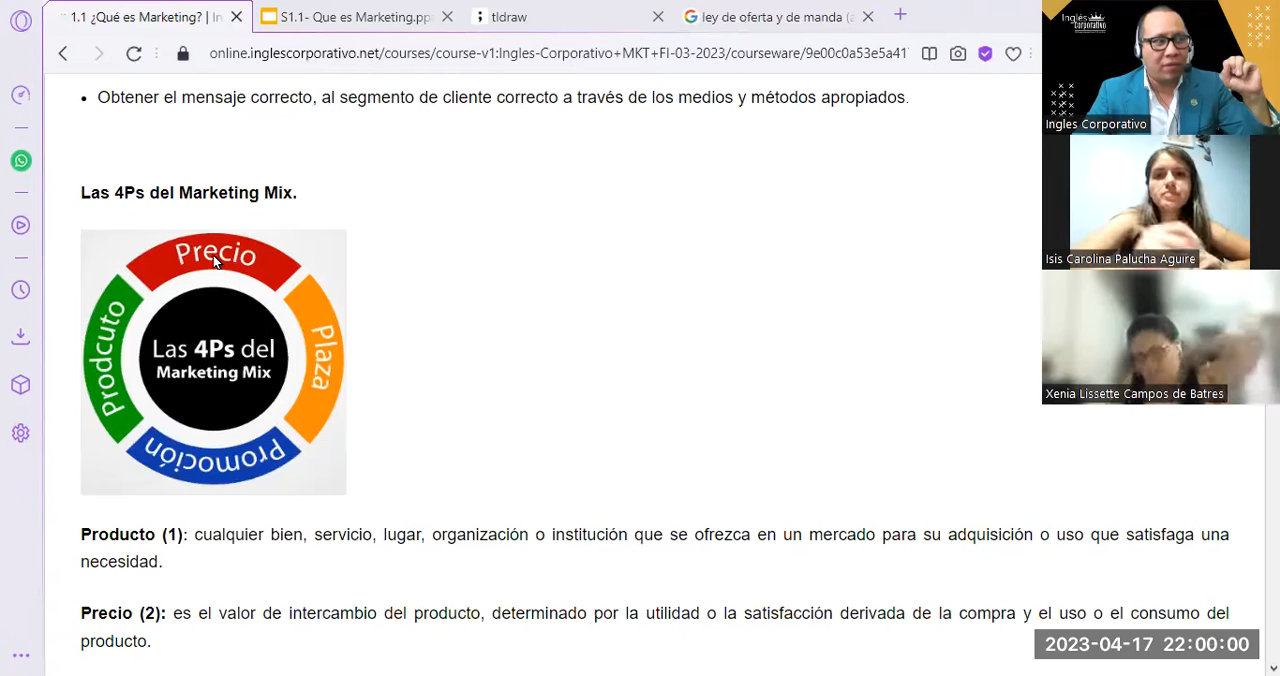 1.1 ¿Qué es Marketing? | In
S1.1- Que es Marketing.pp
tldraw
ley de oferta y de manda (
online.inglescorporativo.net/courses/course-v1:Ingles-Corporativo+MKT+FI-03-2023/courseware/9e00c0a53e5a41
Obtener el mensaje correcto, al segmento de cliente correcto a través de los medios y métodos apropiados.
Las 4Ps del Marketing Mix.
Precio
Plaza
Prodcuto
Las 4Ps del
Marketing Mix
Promoción
Producto (1): cualquier bien, servicio, lugar, organización o institución que se ofrezca en un mercado para su adquisición o uso que satisfaga una
necesidad.
Precio (2): es el valor de intercambio del producto, determinado por la utilidad o la satisfacción derivada de la compra y el uso o el consumo del
producto.
Inglés
Corporativo
Ingles Corporativo
Isis Carolina Palucha Aguire
Xenia Lissette Campos de Batres
2023-04-17 22:00:00